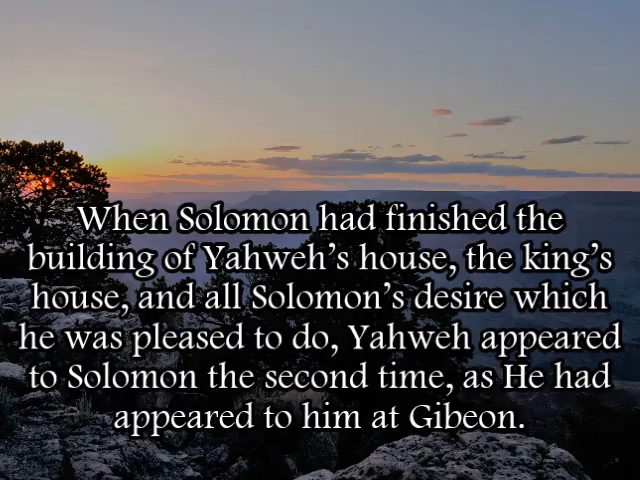 When Solomon had finished the
building of Yahweh’s house, the king’s
house, and all Solomon’s desire which
he was pleased to do, Yahweh appeared
to Solomon the second time, as He had
appeared to him at Gibeon.